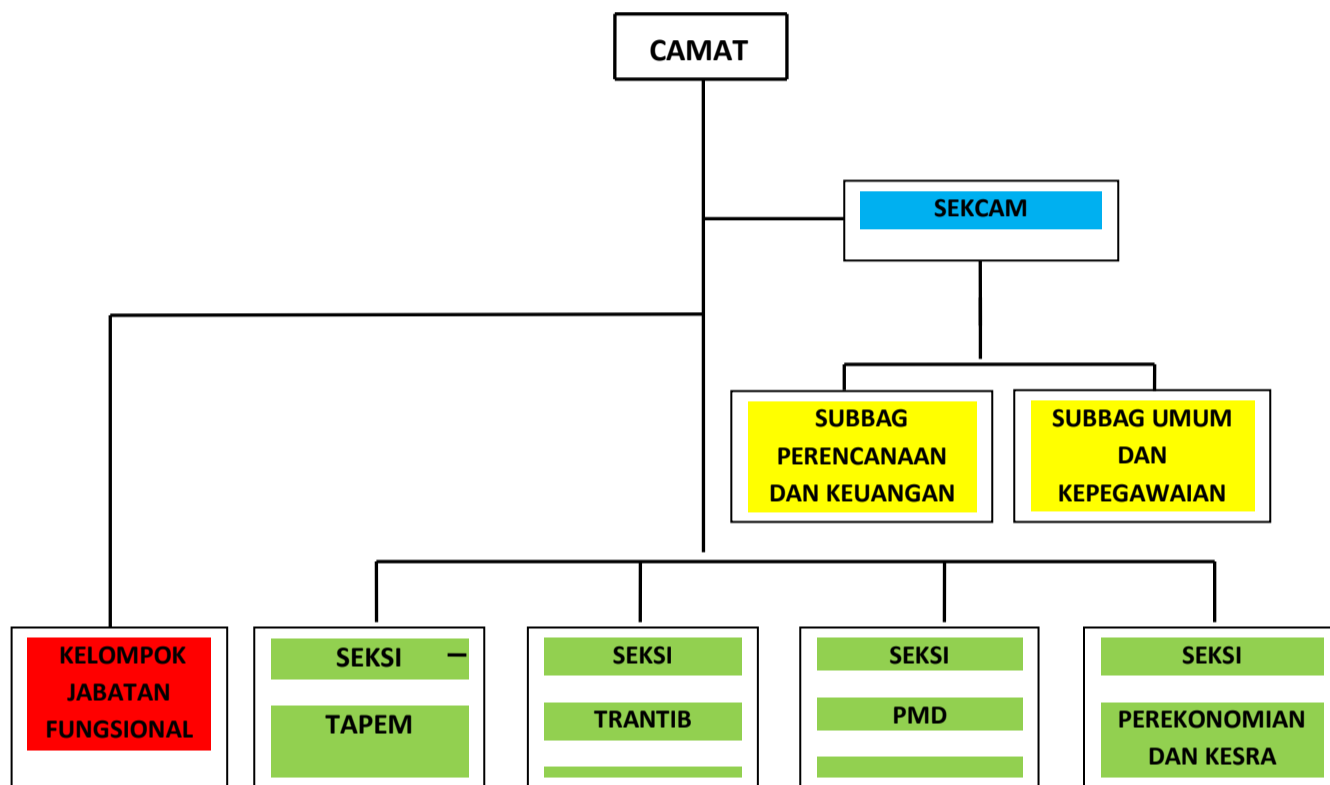 CAMAT
SEKCAM
SUBBAG
PERENCANAAN
DAN KEUANGAN
SUBBAG UMUM
DAN
KEPEGAWAIAN
KELOMPOK
JABATAN
FUNGSIONAL
SEKSI
TAPEM
SEKSI
TRANTIB
SEKSI
PMD
SEKSI
PEREKONOMIAN
DAN KESRA